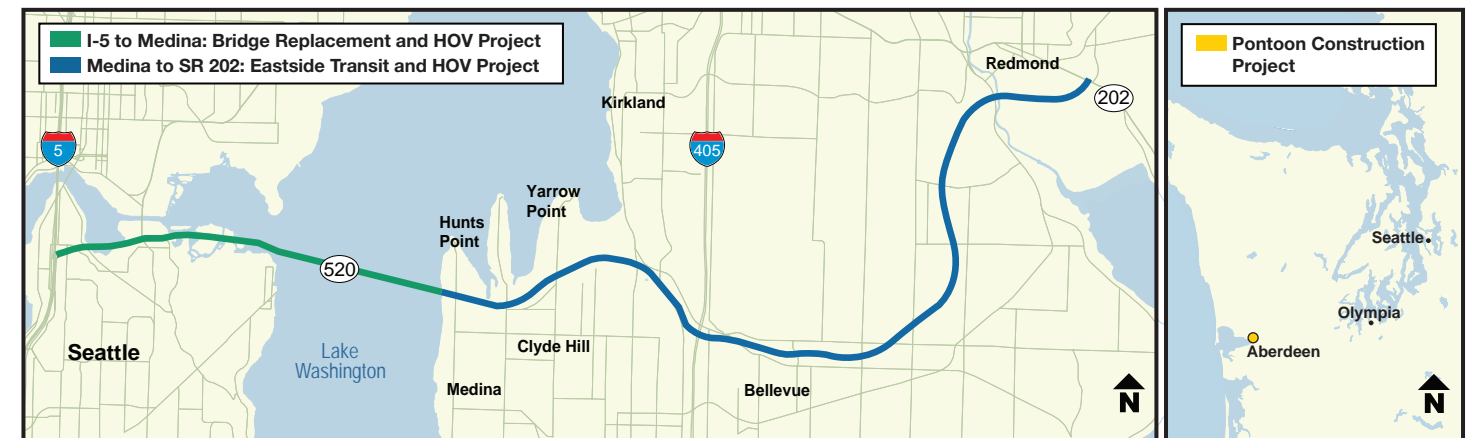 I-5 to Medina: Bridge Replacement and HOV Project
Medina to SR 202: Eastside Transit and HOV Project
Redmond
202
Kirkland
5
405
Yarrow
Point
Hunts
Point
520
Seattle
Lake
Washington
Clyde Hill
Medina
Bellevue
N
Pontoon Construction
Project
Seattle
Olympia
Aberdeen
N